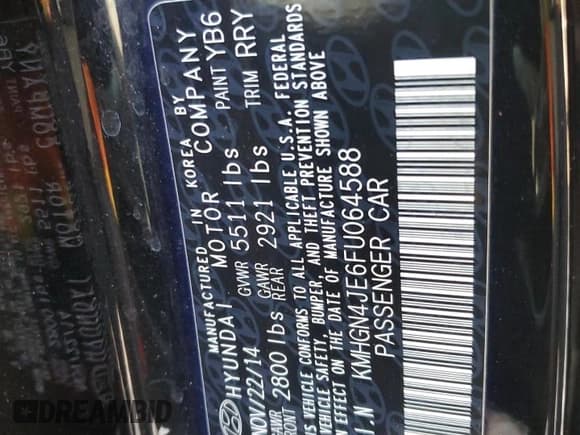 MANUFACTURED IN KOREA BY
HYUNDAI MOTOR COMPANY
NOV/22/14 GVWR 5511 lbs PAINT YB6
GAWR FRONT 2800 lbs GAWR REAR 2921 lbs TRIM RRY
THIS VEHICLE CONFORMS TO ALL APPLICABLE U.S.A. FEDERAL
VEHICLE SAFETY, BUMPER, AND THEFT PREVENTION STANDARDS
IN EFFECT ON THE DATE OF MANUFACTURE SHOWN ABOVE
I.N KMHGN4JE6FU064588
PASSENGER CAR
DREAMBID